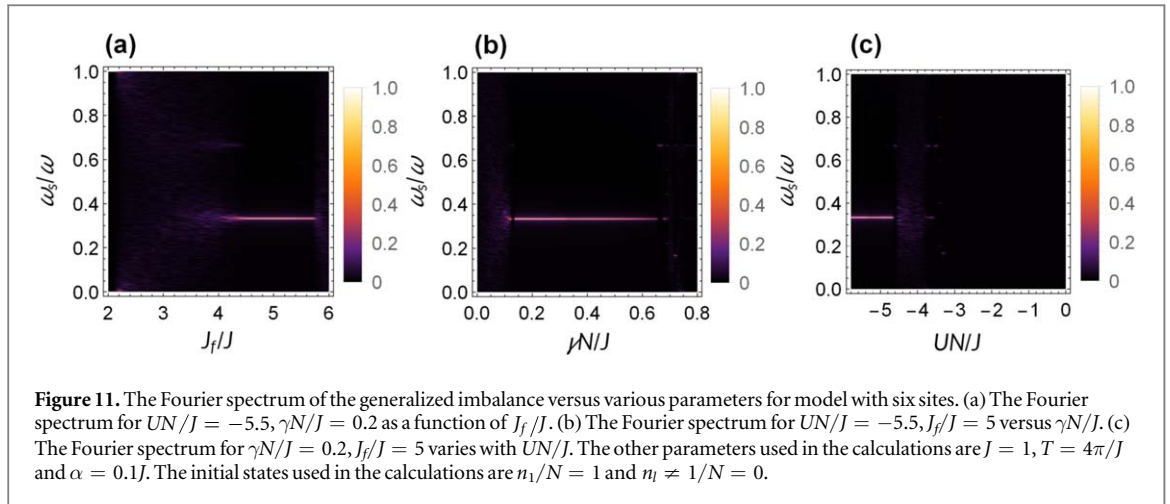 (a) (b) (c)
1.0 0.8 0.6 0.4 0.2 0.0
ωs/ω
2 3 4 5 6
Jf/J
1.0 0.8 0.6 0.4 0.2 0
1.0 0.8 0.6 0.4 0.2 0.0
ωs/ω
0.0 0.2 0.4 0.6 0.8
γN/J
1.0 0.8 0.6 0.4 0.2 0
1.0 0.8 0.6 0.4 0.2 0.0
ωs/ω
−5 −4 −3 −2 −1 0
UN/J
1.0 0.8 0.6 0.4 0.2 0
Figure 11. The Fourier spectrum of the generalized imbalance versus various parameters for model with six sites. (a) The Fourier
spectrum for UN/J = −5.5, γN/J = 0.2 as a function of Jf/J. (b) The Fourier spectrum for UN/J = −5.5, Jf/J = 5 versus γN/J. (c)
The Fourier spectrum for γN/J = 0.2, Jf/J = 5 varies with UN/J. The other parameters used in the calculations are J = 1, T = 4π/J
and α = 0.1J. The initial states used in the calculations are n1/N = 1 and nl ≠ 1/N = 0.